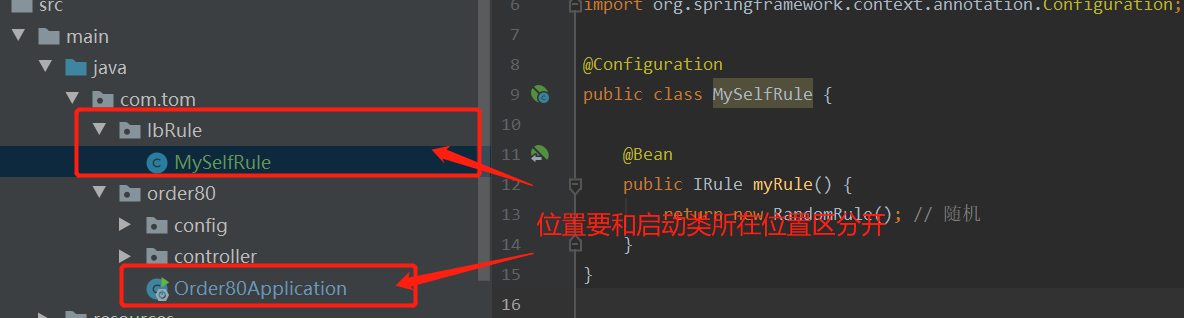 src
main
java
com.tom
lbRule
MySelfRule
order80
config
controller
Order80Application
resources
6 import org.springframework.context.annotation.Configuration;
7
8 @Configuration
9 public class MySelfRule {
10
11 @Bean
12 public IRule myRule() {
13 return new RandomRule(); // 随机
14 }
15 }
16
位置要和启动类所在位置区分开